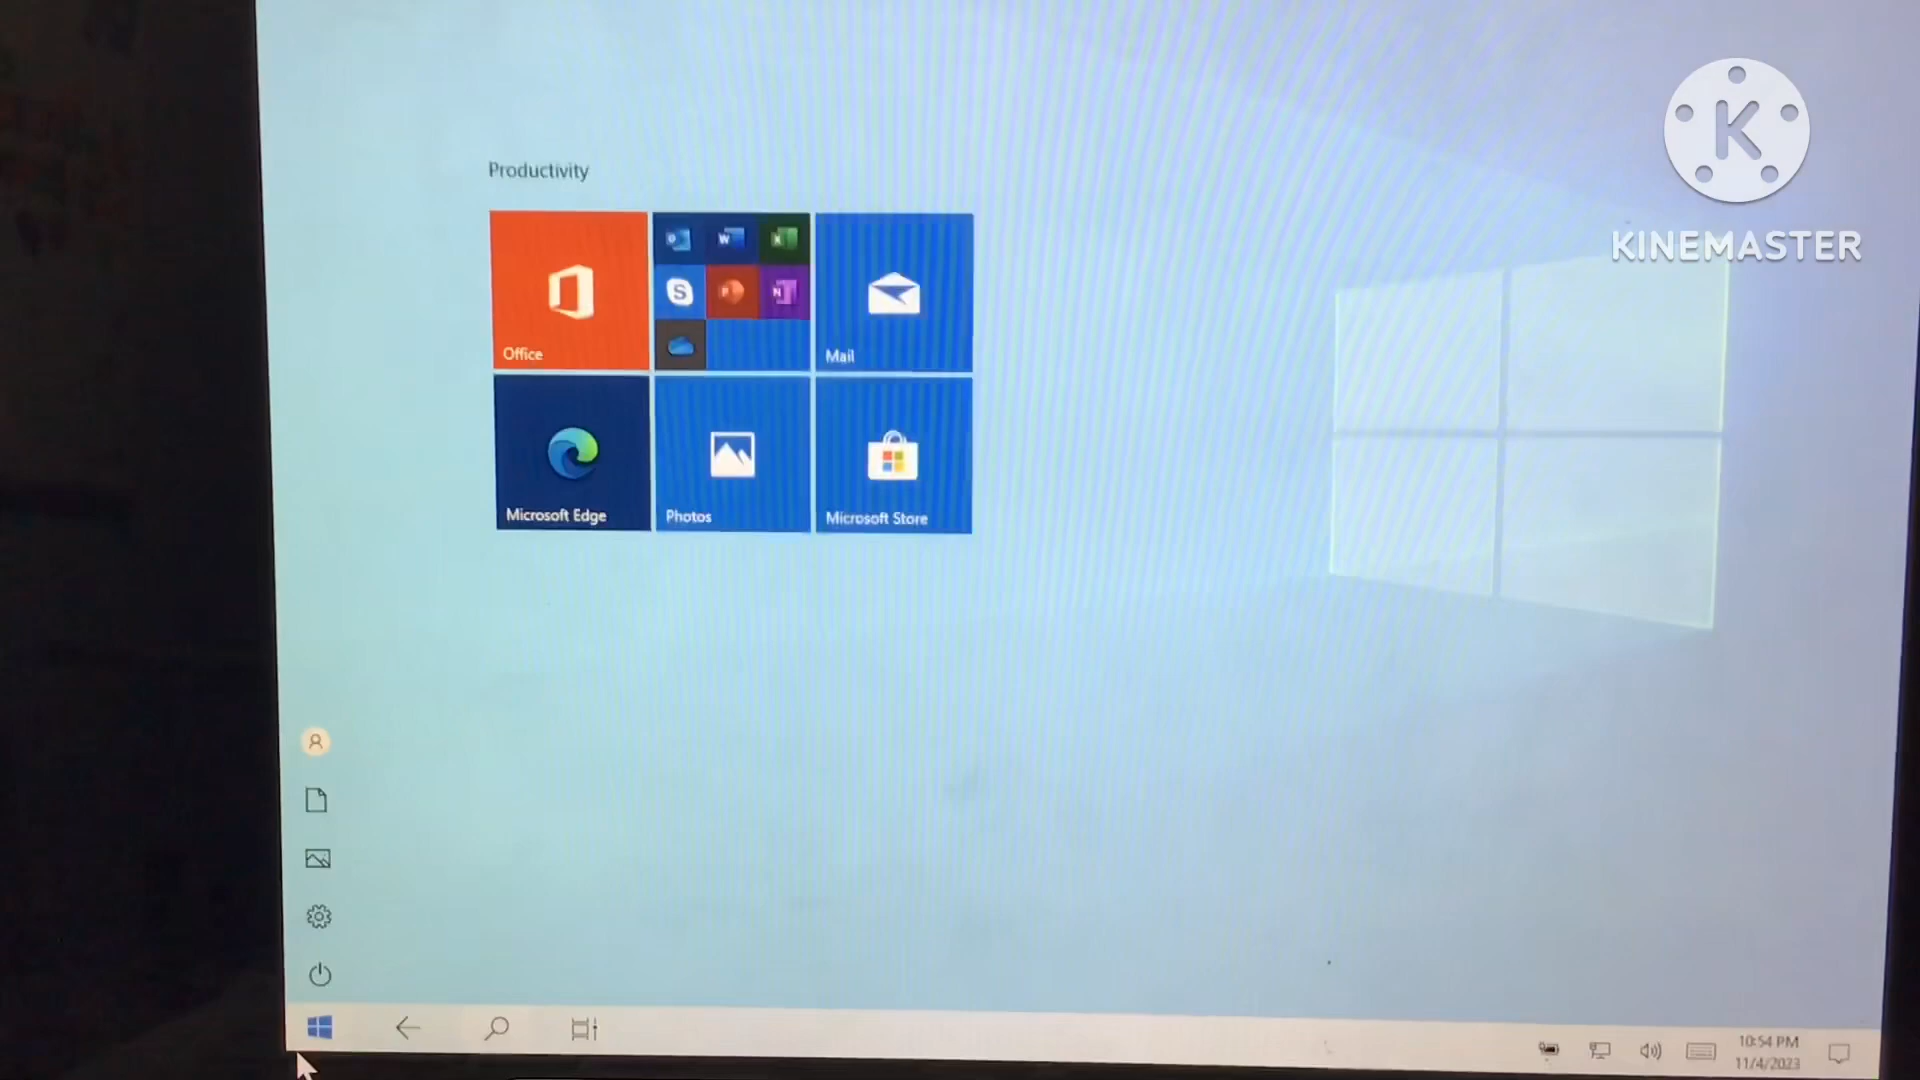 KINEMASTER
Productivity
Office
Mail
Microsoft Edge
Photos
Microsoft Store
10:54 PM
11/4/2023